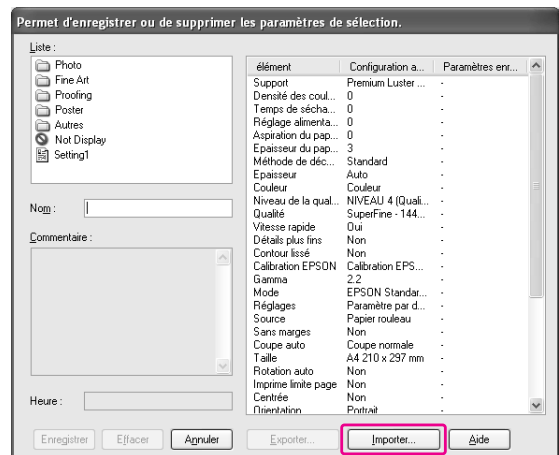 Permet d'enregistrer ou de supprimer les paramètres de sélection.
Liste :
Photo
Fine Art
Proofing
Poster
Autres
Not Display
Setting1
Nom :
Commentaire :
Heure :
élément Configuration a... Paramètres enr...
Support Premium Luster ... -
Densité des coul... 0 -
Temps de sécha... 0 -
Réglage alimenta... 0 -
Aspiration du pap... 0 -
Epaisseur du pap... 3 -
Méthode de déc... Standard -
Epaisseur Auto -
Couleur Couleur -
Niveau de la qual... NIVEAU 4 (Quali... -
Qualité SuperFine - 144... -
Vitesse rapide Oui -
Détails plus fins Non -
Contour lissé Non -
Calibration EPSON Calibration EPS... -
Gamma 2.2 -
Mode EPSON Standar... -
Réglages Paramètre par d... -
Source Papier rouleau -
Sans marges Non -
Coupe auto Coupe normale -
Taille A4 210 x 297 mm -
Rotation auto Non -
Imprime limite page Non -
Centrée Non -
Orientation Portrait -
Enregistrer Effacer Annuler Exporter... Importer... Aide